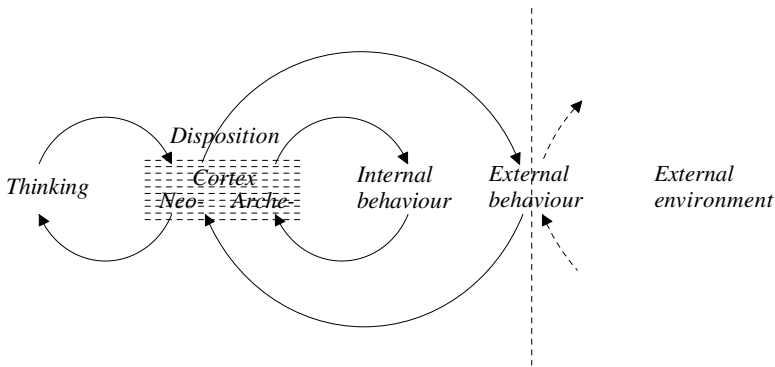 Disposition
Thinking
Cortex
Neo- Arche-
Internal
behaviour
External
behaviour
External
environment